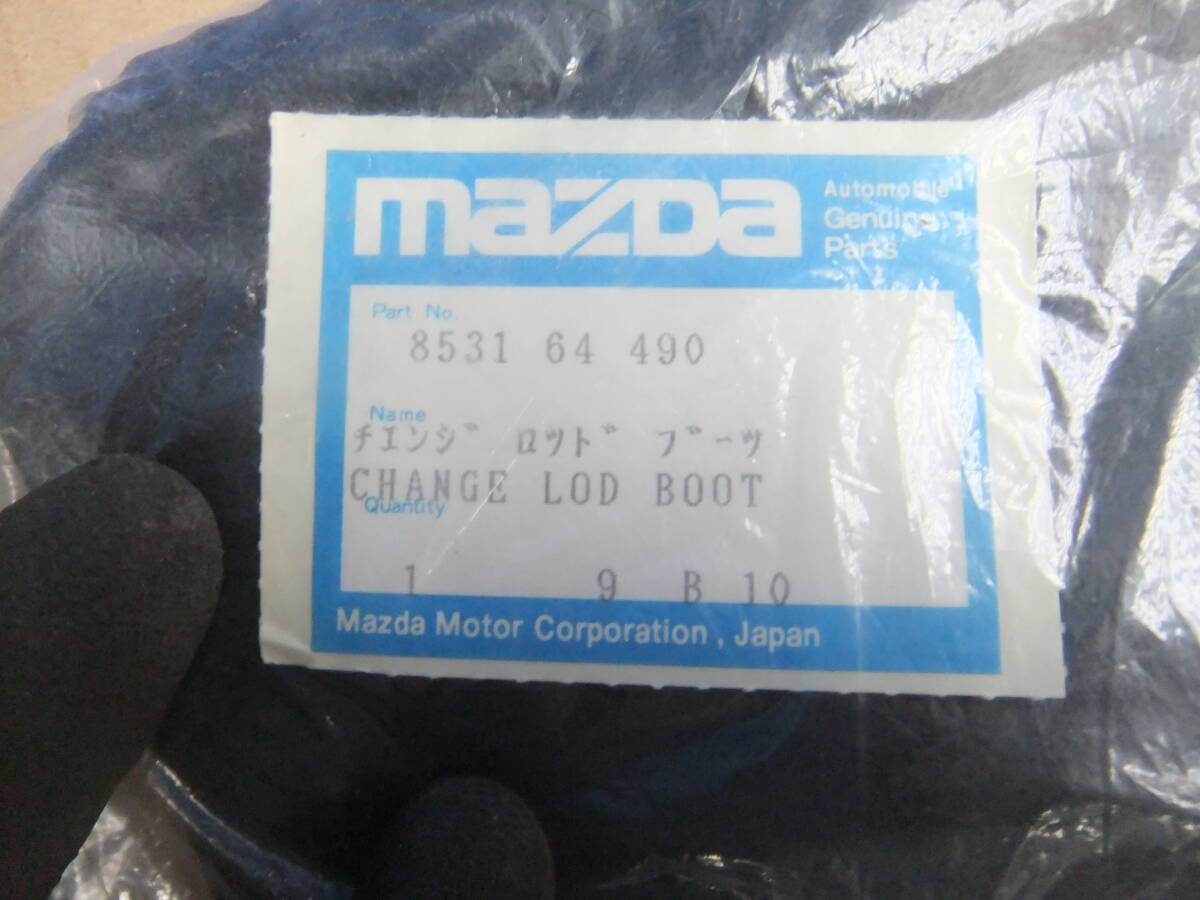 mazda
Automobile
Genuine
Parts
Part No.
8531 64 490
Name
チエンジ ロツド ブーツ
CHANGE LOD BOOT
Quantity
1 9 B 10
Mazda Motor Corporation, Japan